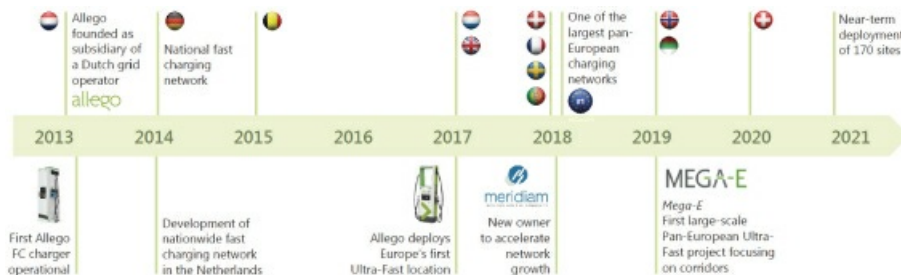 Allego
founded as
subsidiary of
a Dutch grid
operator
allego
National fast
charging
network
One of the
largest pan-
European
charging
networks
#1
Near-term
deployment
of 170 sites
2013 2014 2015 2016 2017 2018 2019 2020 2021
First Allego
FC charger
operational
Development of
nationwide fast
charging network
in the Netherlands
Allego deploys
Europe's first
Ultra-Fast location
meridiam
New owner
to accelerate
network
growth
MEGA-E
Mega-E
First large-scale
Pan-European Ultra-
Fast project focusing
on corridors